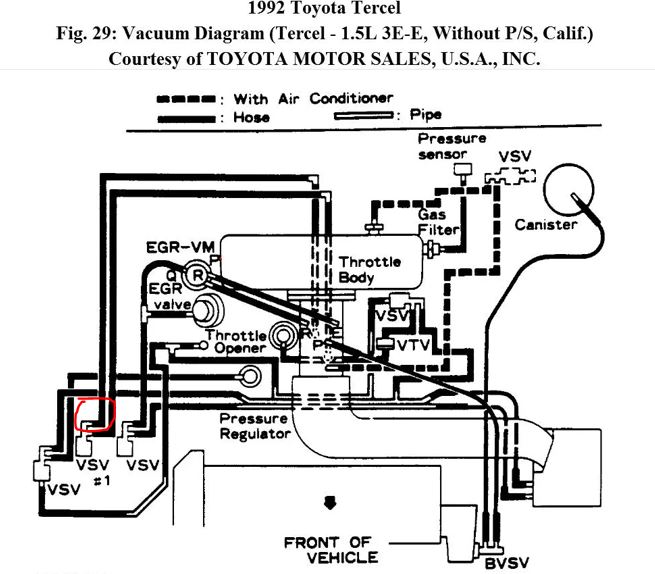 1992 Toyota Tercel
Fig. 29: Vacuum Diagram (Tercel - 1.5L 3E-E, Without P/S, Calif.)
Courtesy of TOYOTA MOTOR SALES, U.S.A., INC.
: With Air Conditioner
: Hose
: Pipe
Pressure
sensor
VSV
Canister
Gas
Filter
EGR-VM
P
Q
R
EGR
valve
Throttle
Body
VSV
R
E
P
VTV
Throttle
Opener
Pressure
Regulator
VSV
#1
VSV
VSV
FRONT OF
VEHICLE
BVSV